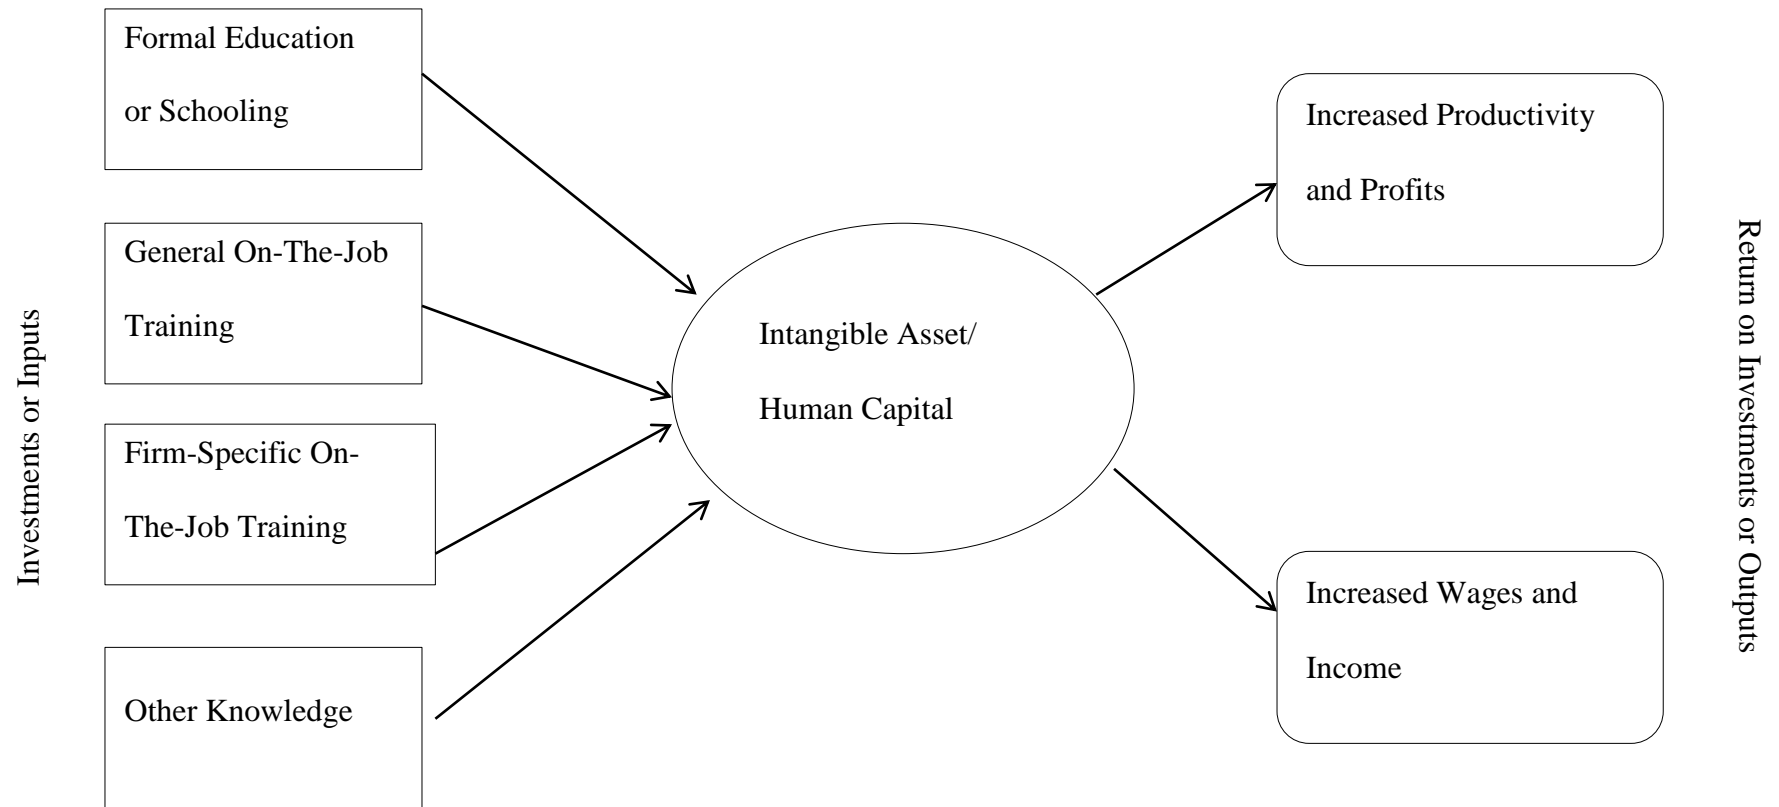 Investments or Inputs
Formal Education
or Schooling
General On-The-Job
Training
Firm-Specific On-
The-Job Training
Other Knowledge
Intangible Asset/
Human Capital
Increased Productivity
and Profits
Increased Wages and
Income
Return on Investments or Outputs